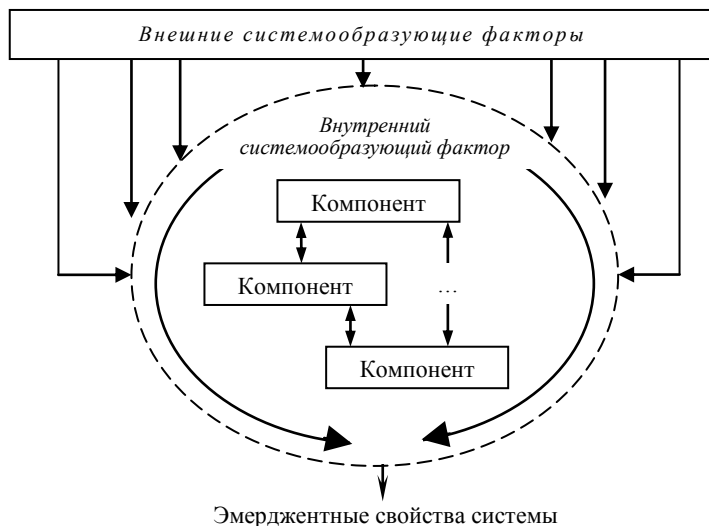 Внешние системообразующие факторы
Внутренний
системообразующий фактор
Компонент
Компонент
…
Компонент
Эмерджентные свойства системы